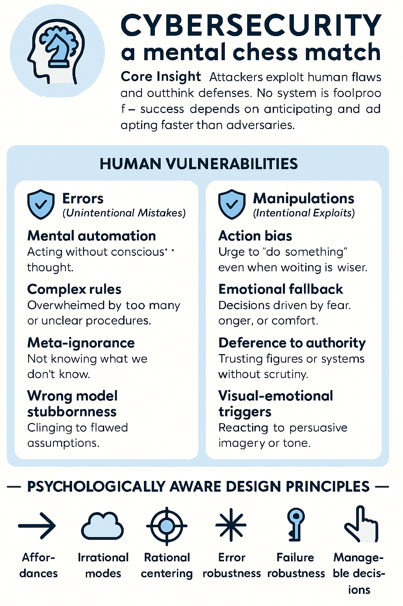 CYBERSECURITY
a mental chess match
Core Insight Attackers exploit human flaws
and outthink defenses. No system is foolproo
f – success depends on anticipating and ad
apting faster than adversaries.
HUMAN VULNERABILITIES
Errors
(Unintentional Mistakes)
Mental automation
Acting without conscious··
thought.
Complex rules
Overwheimed by too many
or unclear procedures.
Meta-ignorance
Not knowing what we
don't know.
Wrong model
stubbornness
Clinging to flawed
assumptions.
Manipulations
(Intentional Exploits)
Action bias
Urge to "do something"
even when woiting is wiser.
Emotional fallback
Decisions driven by fear.
onger, or comfort.
Deference to authority
Trusting figures or systems
without scrutiny.
Visual-emotional
triggers
Reacting to persuasive
imagery or tone.
— PSYCHOLOGICALLY AWARE DESIGN PRINCIPLES —
Affor-
dances
Irrational
modes
Rational
centering
Error
robustness
Failure
robustness
Manage-
ble decis-
ions